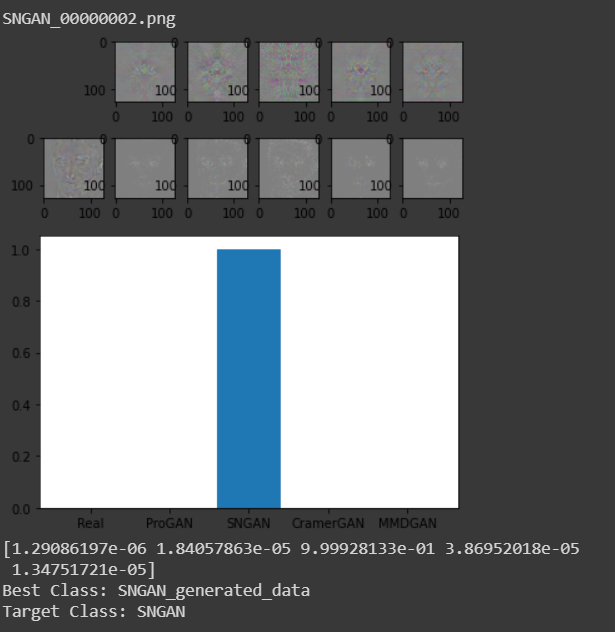 SNGAN_00000002.png
0 0 0 0 0
100 100 100 100 100
0 100 0 100 0 100 0 100 0 100
0 0 0 0 0 0
100 100 100 100 100 100
0 100 0 100 0 100 0 100 0 100 0 100
1.0
0.8
0.6
0.4
0.2
0.0
Real ProGAN SNGAN CramerGAN MMDGAN
[1.29086197e-06 1.84057863e-05 9.99928133e-01 3.86952018e-05
1.34751721e-05]
Best Class: SNGAN_generated_data
Target Class: SNGAN